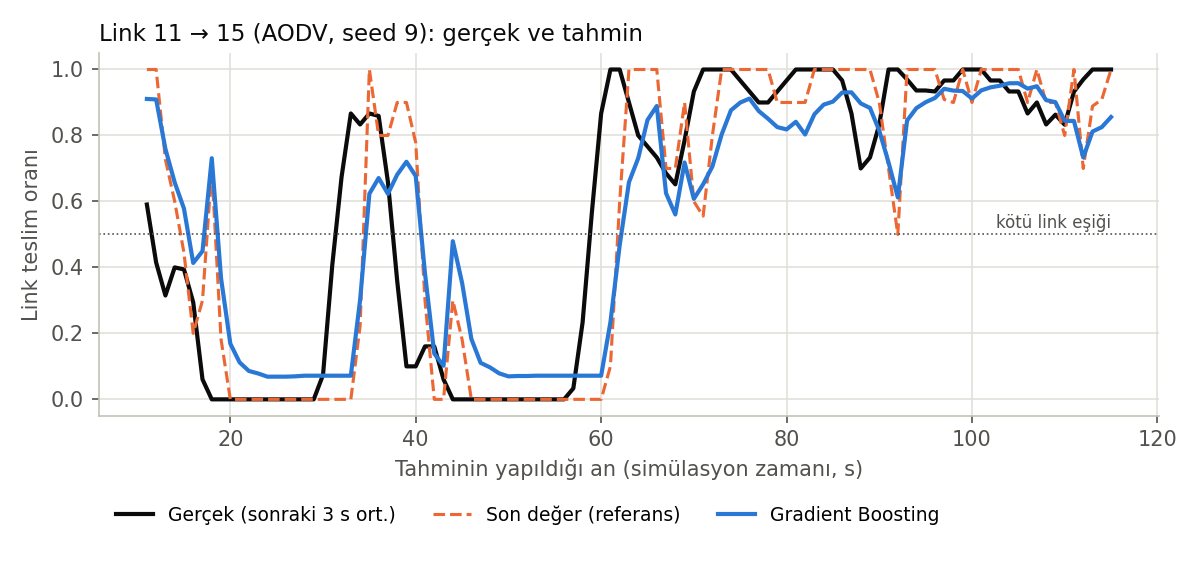 Link 11 → 15 (AODV, seed 9): gerçek ve tahmin
Link teslim oranı
1.0
0.8
0.6
0.4
0.2
0.0
kötü link eşiği
20 40 60 80 100 120
Tahminin yapıldığı an (simülasyon zamanı, s)
Gerçek (sonraki 3 s ort.) Son değer (referans) Gradient Boosting